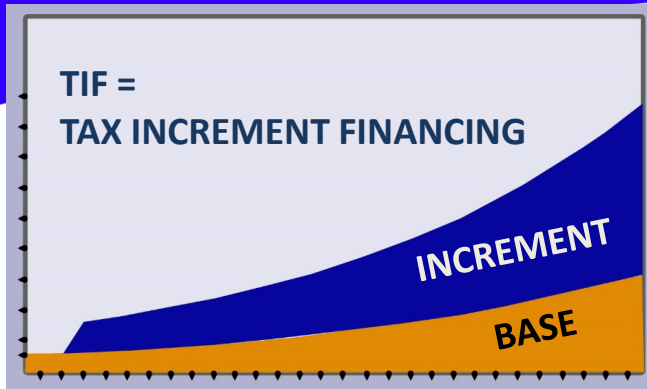 TIF =
TAX INCREMENT FINANCING
INCREMENT
BASE